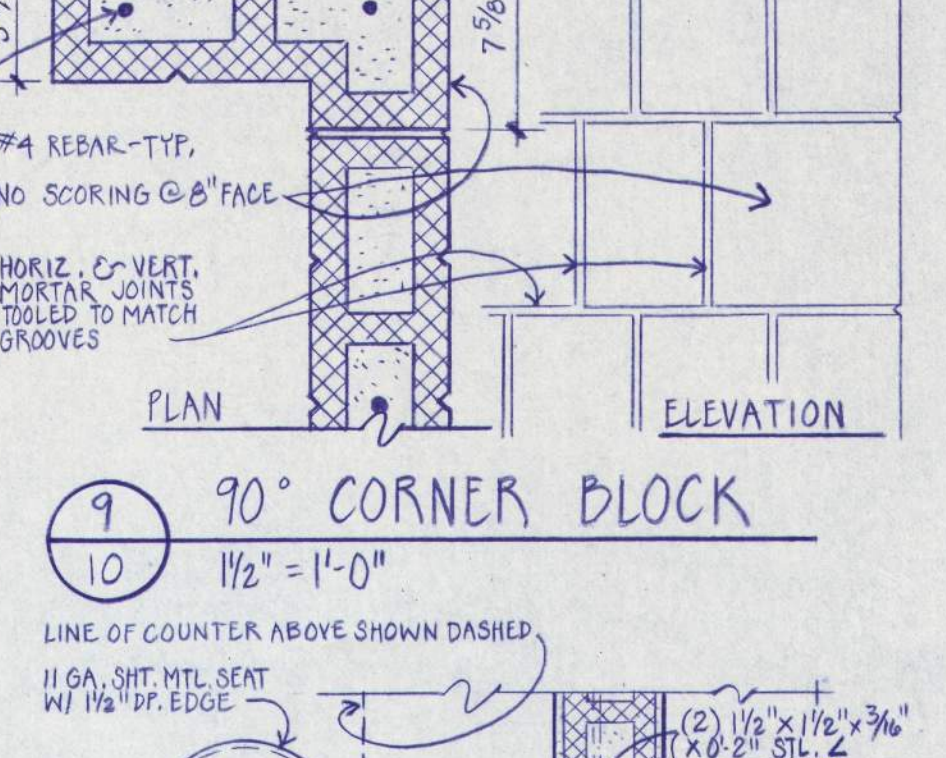 7 5/8
#4 REBAR-TYP.
NO SCORING @ 8" FACE
HORIZ. & VERT.
MORTAR JOINTS
TOOLED TO MATCH
GROOVES
PLAN
ELEVATION
9
10
90° CORNER BLOCK
1½" = 1'-0"
LINE OF COUNTER ABOVE SHOWN DASHED
11 GA. SHT. MTL. SEAT
W/ 1½" DP. EDGE
(2) 1½" X 1½" X 3/16"
X 0'-2" STL. ∠